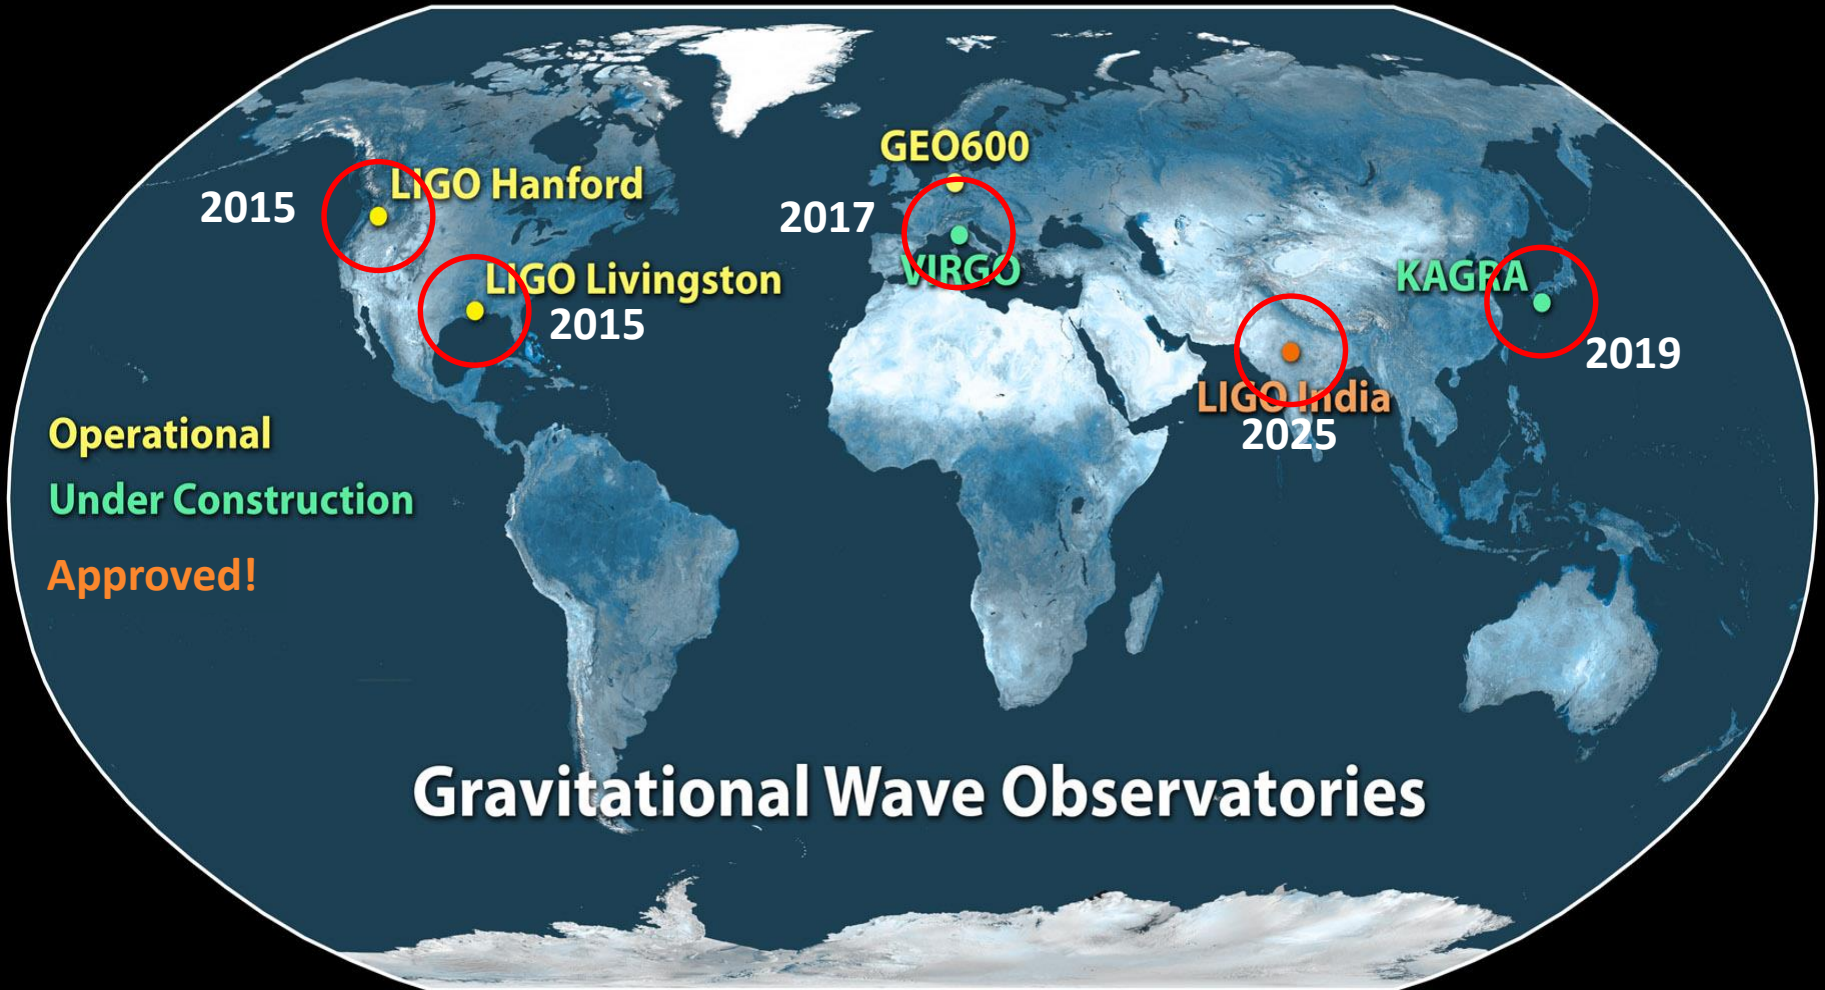 GEO600
LIGO Hanford
2015
2017
VIRGO
LIGO Livingston
2015
KAGRA
2019
LIGO India
2025
Operational
Under Construction
Approved!
Gravitational Wave Observatories